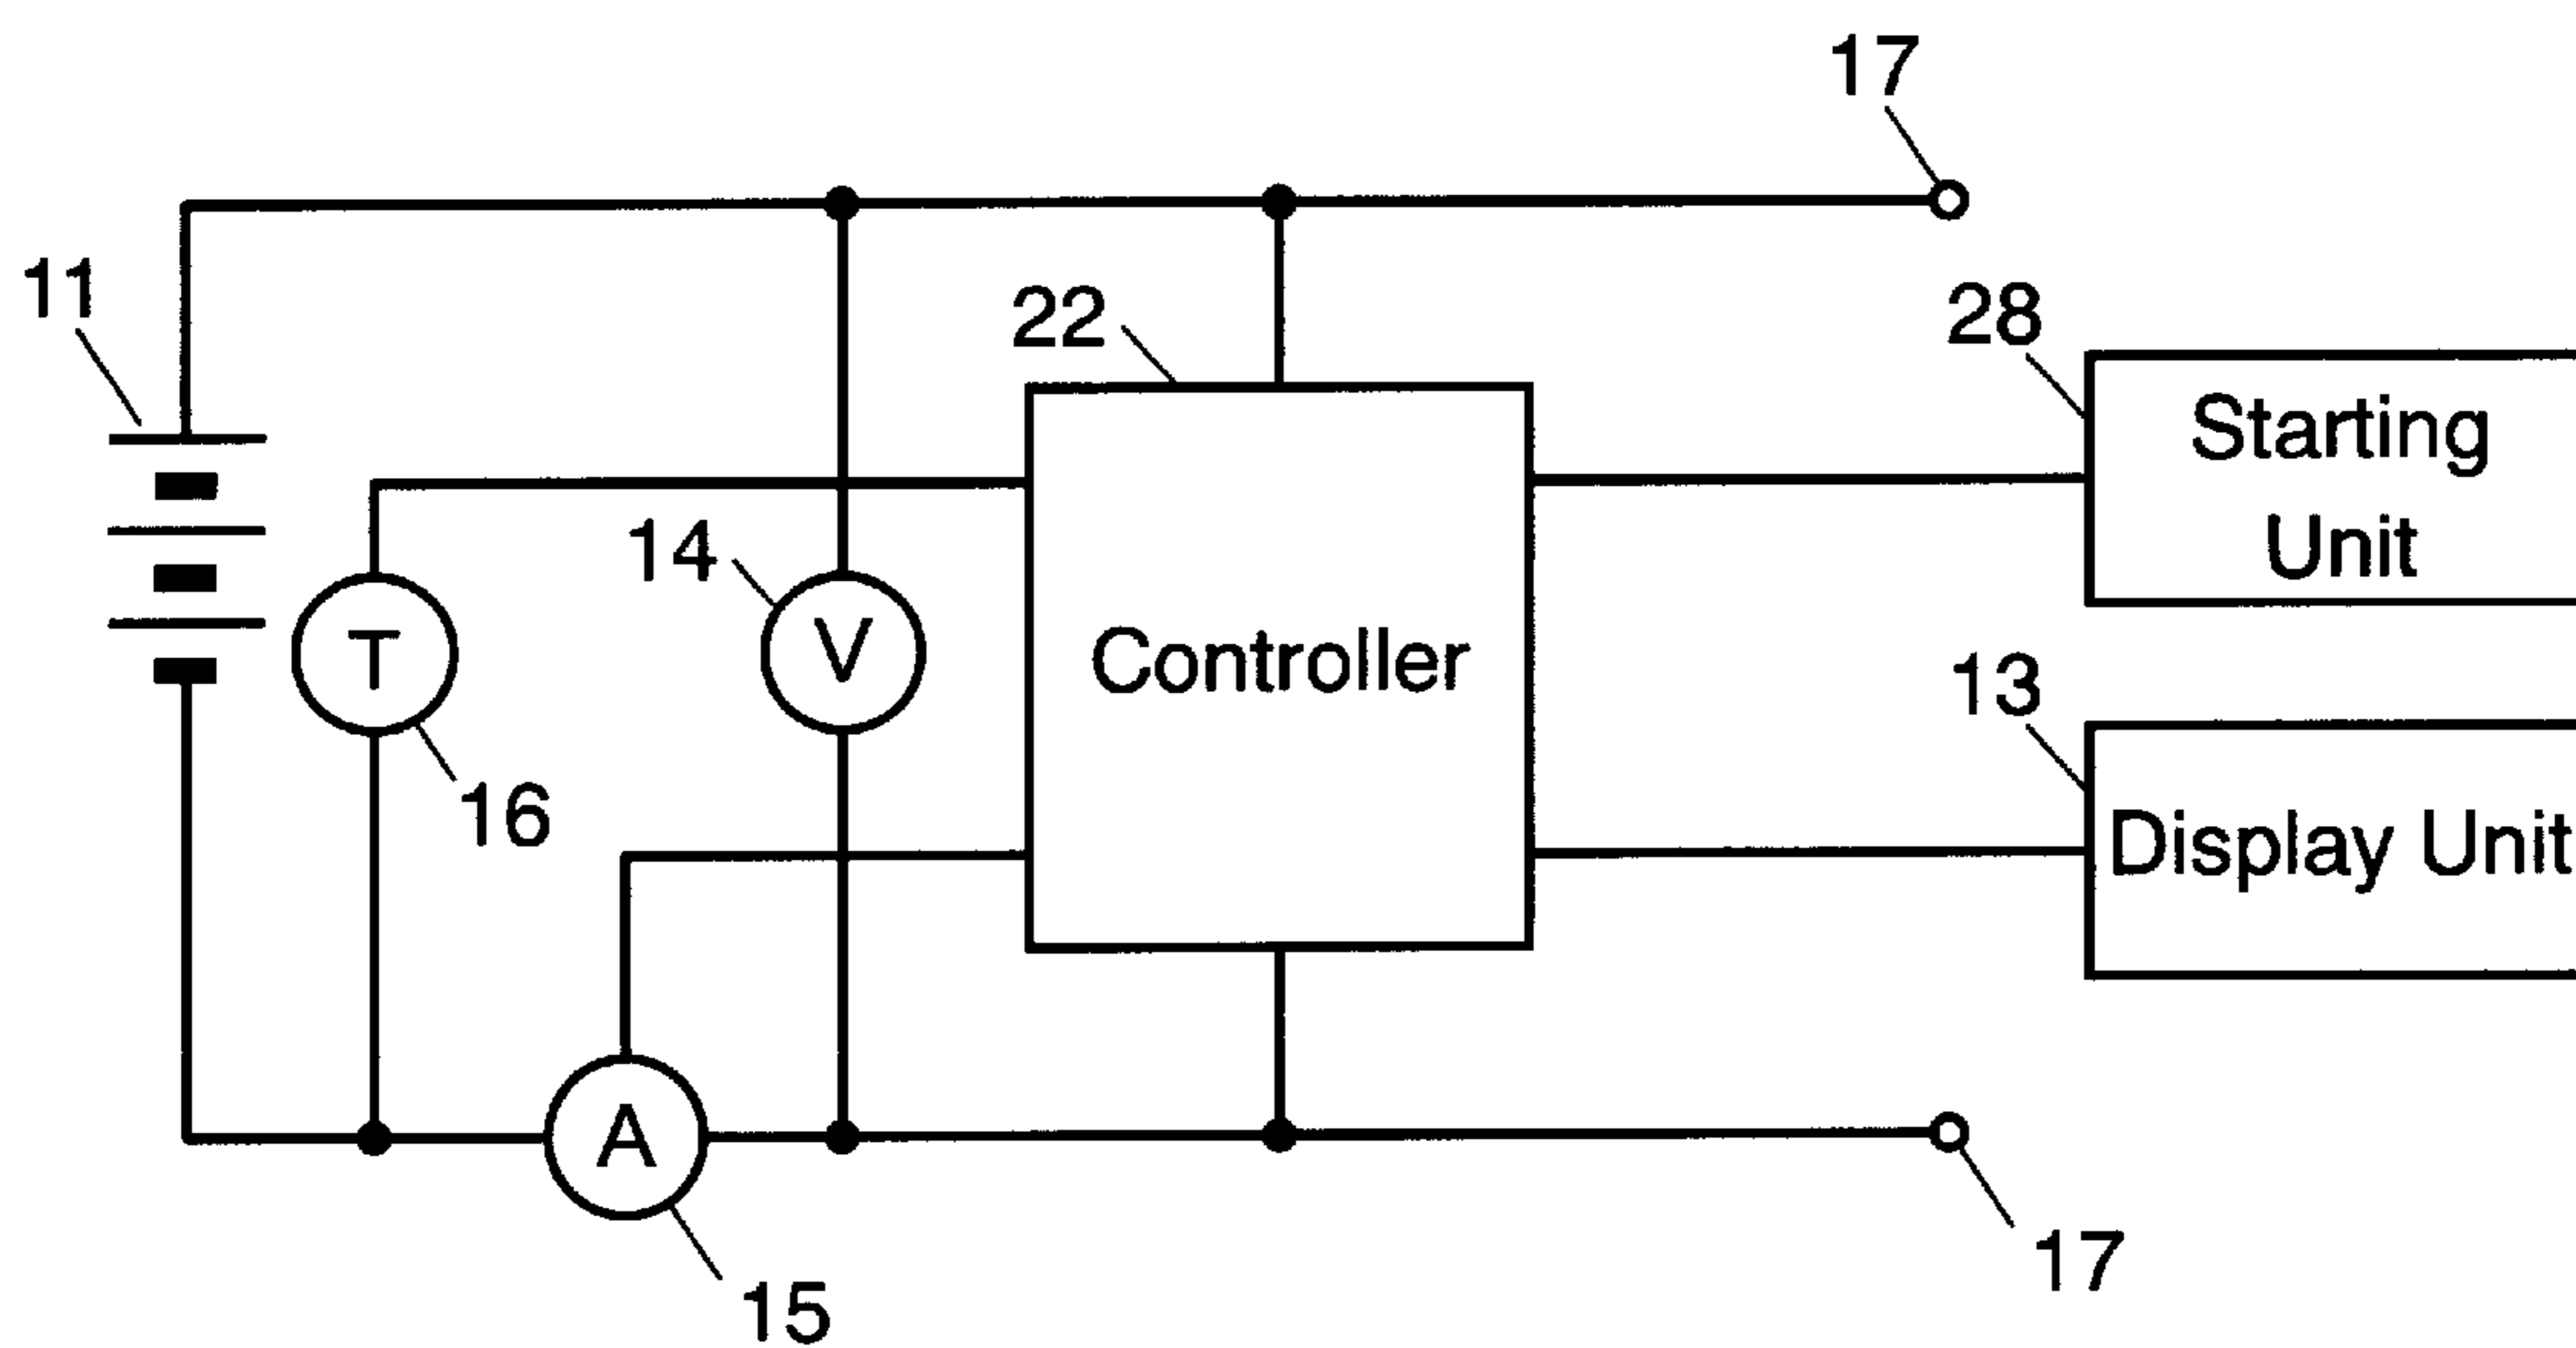 17
11
22
28
Starting
Unit
14
T
V
Controller
13
16
Display Unit
A
15
17